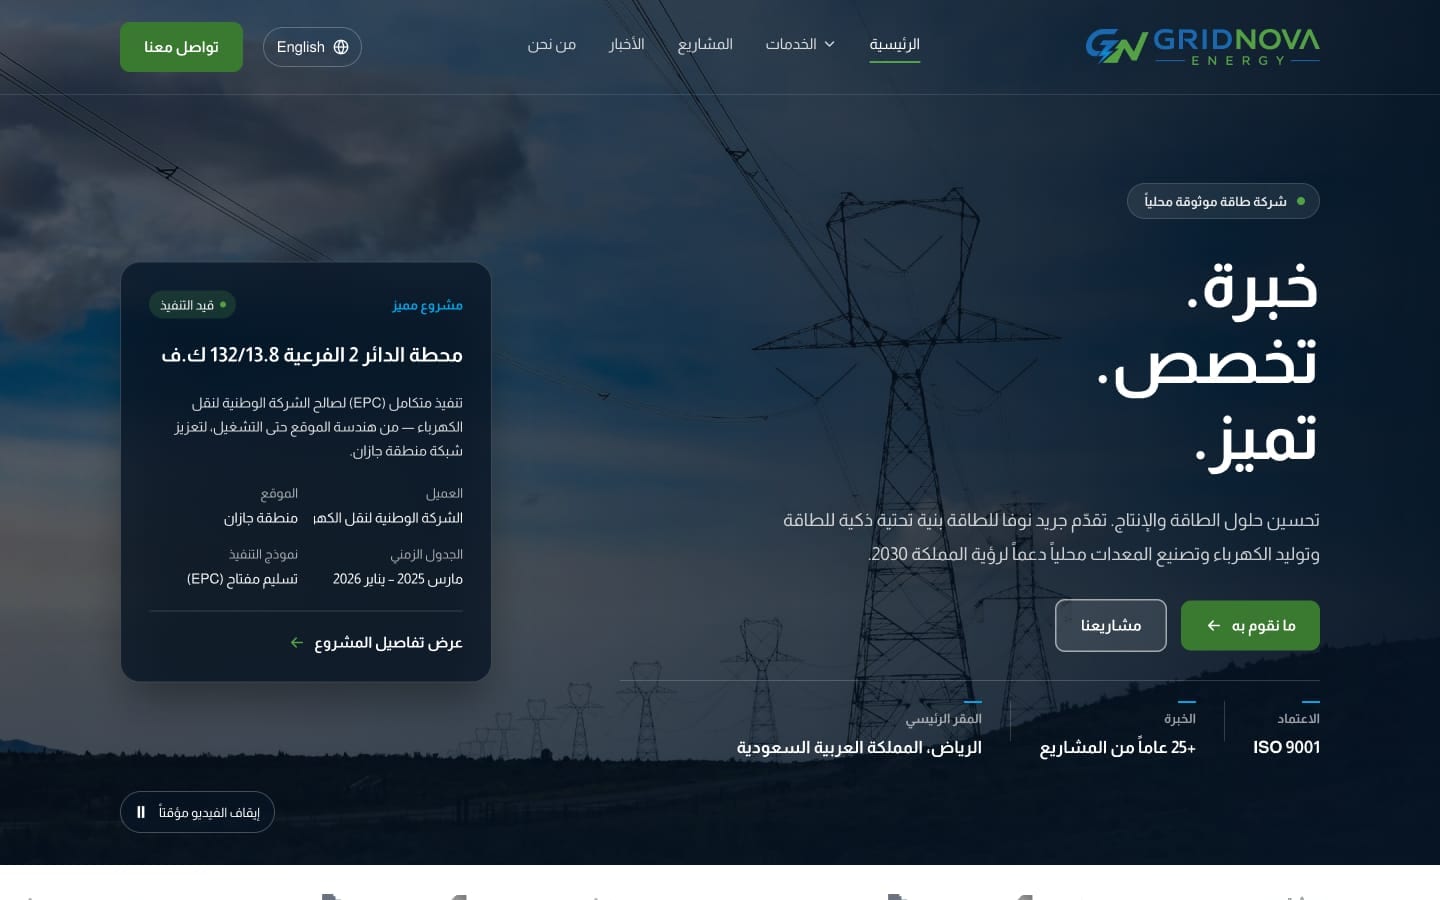 GRIDNOVA
ENERGY
الرئيسية
الخدمات
المشاريع
الأخبار
من نحن
English
تواصل معنا
شركة طاقة موثوقة محلياً
خبرة.
تخصص.
تميز.
تحسين حلول الطاقة والإنتاج. تقدّم جريد نوفا للطاقة بنية تحتية ذكية للطاقة
وتوليد الكهرباء وتصنيع المعدات محلياً دعماً لرؤية المملكة 2030.
ما نقوم به
مشاريعنا
الاعتماد
ISO 9001
الخبرة
+25 عاماً من المشاريع
المقر الرئيسي
الرياض، المملكة العربية السعودية
مشروع مميز
قيد التنفيذ
محطة الدائر 2 الفرعية 132/13.8 ك.ف
تنفيذ متكامل (EPC) لصالح الشركة الوطنية لنقل
الكهرباء — من هندسة الموقع حتى التشغيل، لتعزيز
شبكة منطقة جازان.
العميل
الشركة الوطنية لنقل
الموقع
منطقة جازان
الجدول الزمني
مارس 2025 – يناير 2026
نموذج التنفيذ
تسليم مفتاح (EPC)
عرض تفاصيل المشروع
إيقاف الفيديو مؤقتاً